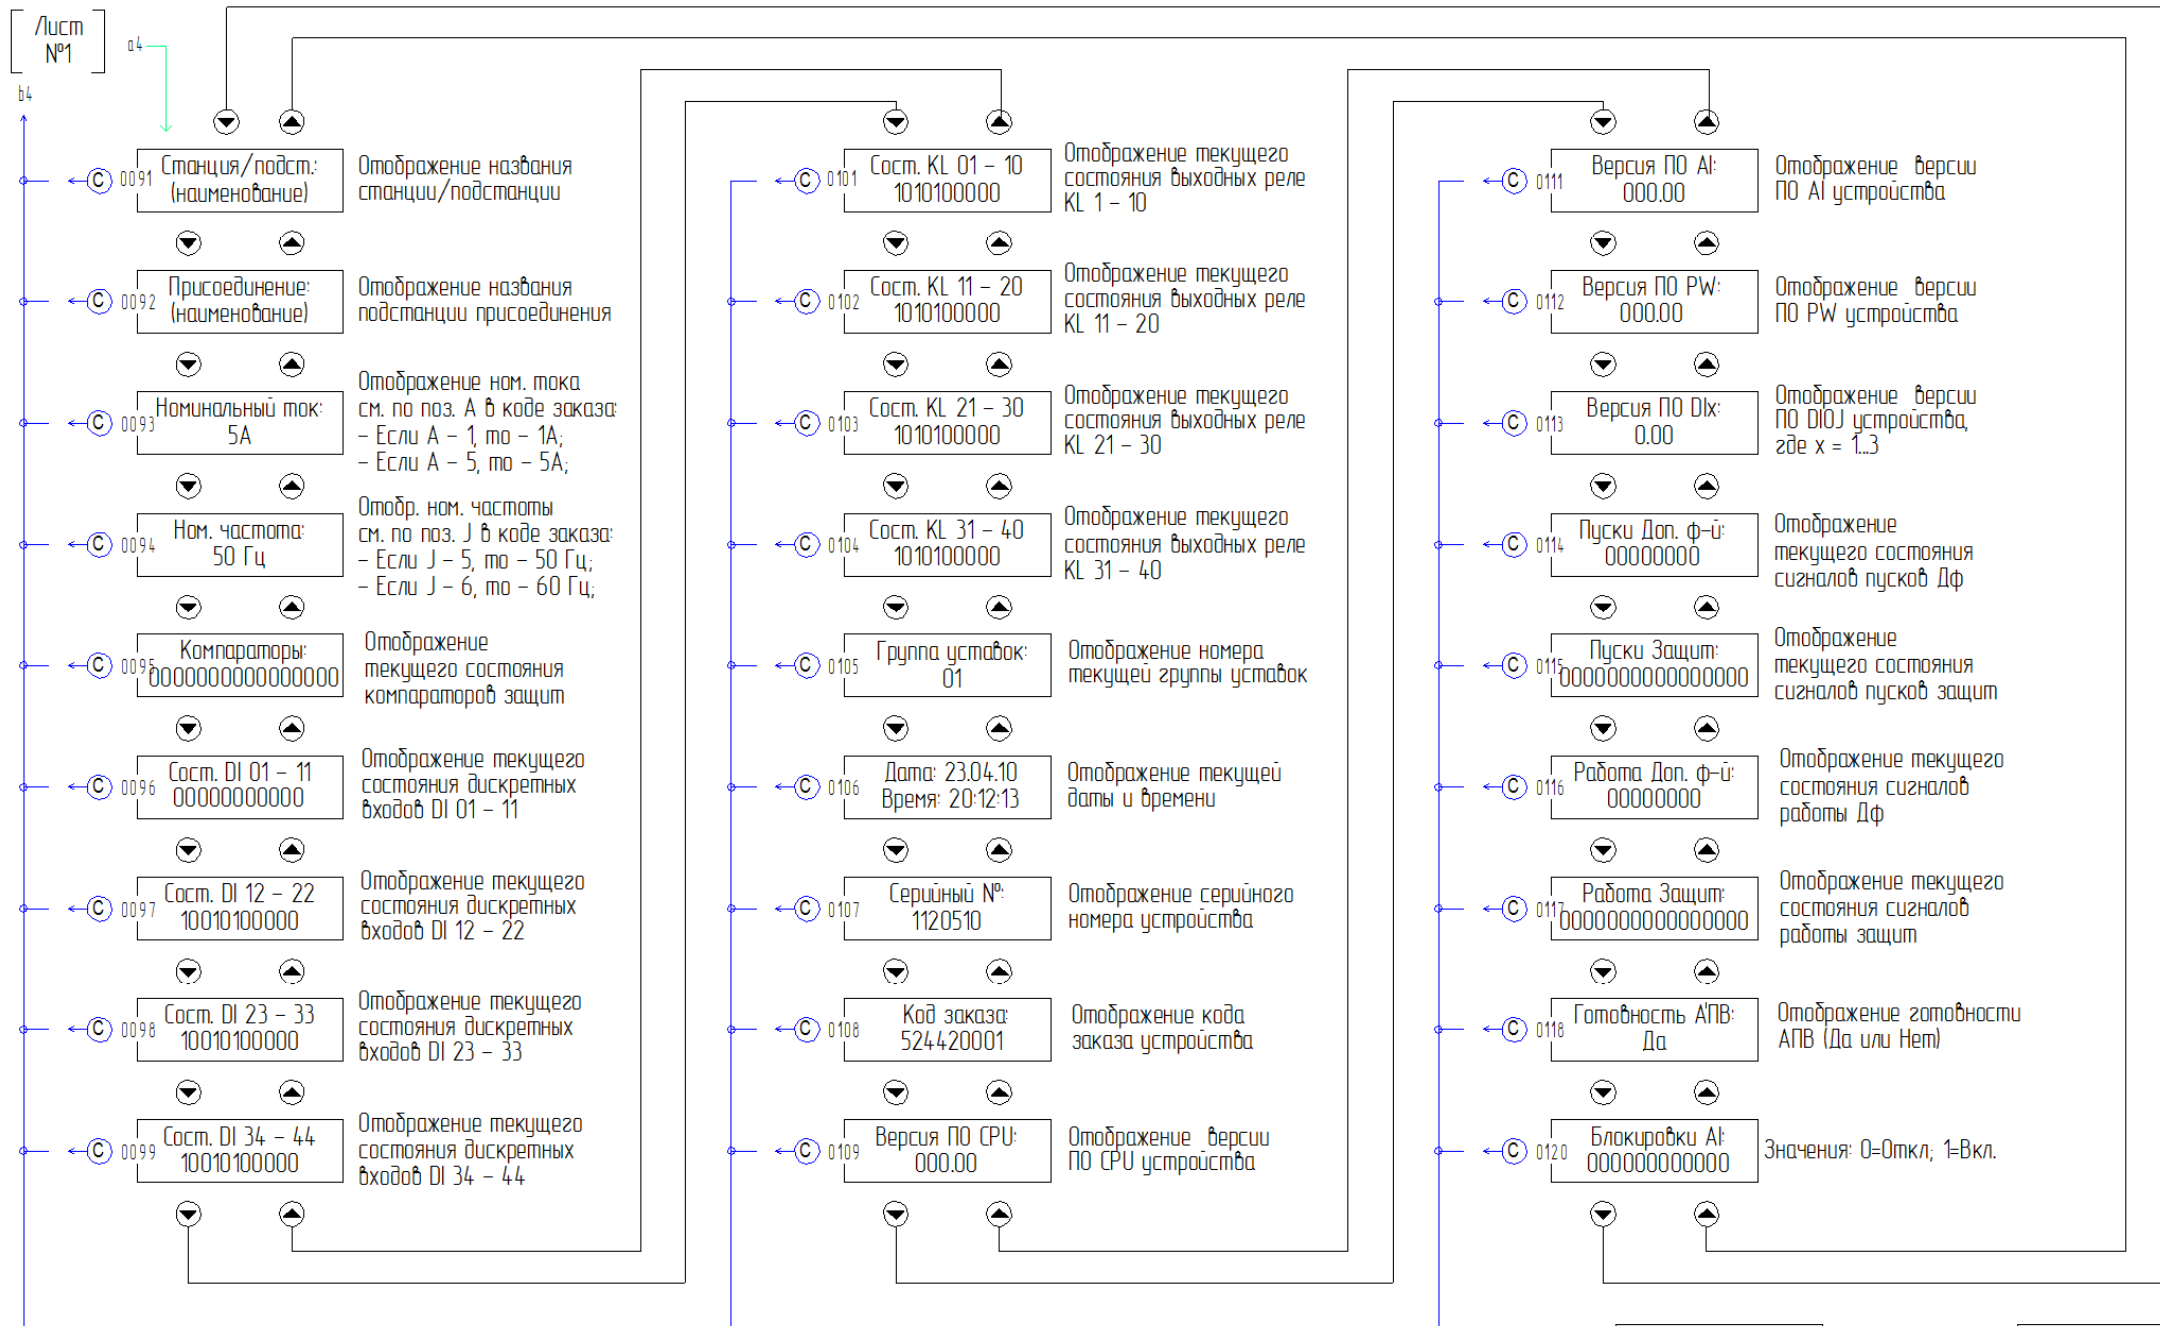 Лист
№1
a4
b4
C 0091
Станция/подст.:
(наименование)
Отображение названия
станции/подстанции
C 0092
Присоединение:
(наименование)
Отображение названия
подстанции присоединения
C 0093
Номинальный ток:
5А
Отображение ном. тока
см. по поз. А в коде заказа:
– Если А – 1, то – 1А;
– Если А – 5, то – 5А;
C 0094
Ном. частота:
50 Гц
Отобр. ном. частоты
см. по поз. J в коде заказа:
– Если J – 5, то – 50 Гц;
– Если J – 6, то – 60 Гц;
C 0095
Компараторы:
0000000000000000
Отображение
текущего состояния
компараторов защит
C 0096
Сост. DI 01 – 11
00000000000
Отображение текущего
состояния дискретных
входов DI 01 – 11
C 0097
Сост. DI 12 – 22
10010100000
Отображение текущего
состояния дискретных
входов DI 12 – 22
C 0098
Сост. DI 23 – 33
10010100000
Отображение текущего
состояния дискретных
входов DI 23 – 33
C 0099
Сост. DI 34 – 44
10010100000
Отображение текущего
состояния дискретных
входов DI 34 – 44
C 0101
Сост. KL 01 – 10
1010100000
Отображение текущего
состояния выходных реле
KL 1 – 10
C 0102
Сост. KL 11 – 20
1010100000
Отображение текущего
состояния выходных реле
KL 11 – 20
C 0103
Сост. KL 21 – 30
1010100000
Отображение текущего
состояния выходных реле
KL 21 – 30
C 0104
Сост. KL 31 – 40
1010100000
Отображение текущего
состояния выходных реле
KL 31 – 40
C 0105
Группа уставок:
01
Отображение номера
текущей группы уставок
C 0106
Дата: 23.04.10
Время: 20:12:13
Отображение текущей
даты и времени
C 0107
Серийный №:
1120510
Отображение серийного
номера устройства
C 0108
Код заказа:
524420001
Отображение кода
заказа устройства
C 0109
Версия ПО CPU:
000.00
Отображение версии
ПО CPU устройства
C 0111
Версия ПО AI:
000.00
Отображение версии
ПО AI устройства
C 0112
Версия ПО PW:
000.00
Отображение версии
ПО PW устройства
C 0113
Версия ПО DIx:
0.00
Отображение версии
ПО DIOJ устройства,
где x = 1...3
C 0114
Пуски Доп. ф-й:
00000000
Отображение
текущего состояния
сигналов пусков Дф
C 0115
Пуски Защит:
0000000000000000
Отображение
текущего состояния
сигналов пусков защит
C 0116
Работа Доп. ф-й:
00000000
Отображение текущего
состояния сигналов
работы Дф
C 0117
Работа Защит:
0000000000000000
Отображение текущего
состояния сигналов
работы защит
C 0118
Готовность А'ПВ:
Да
Отображение готовности
АПВ (Да или Нет)
C 0120
Блокировки AI:
000000000000
Значения: 0=Откл; 1=Вкл.